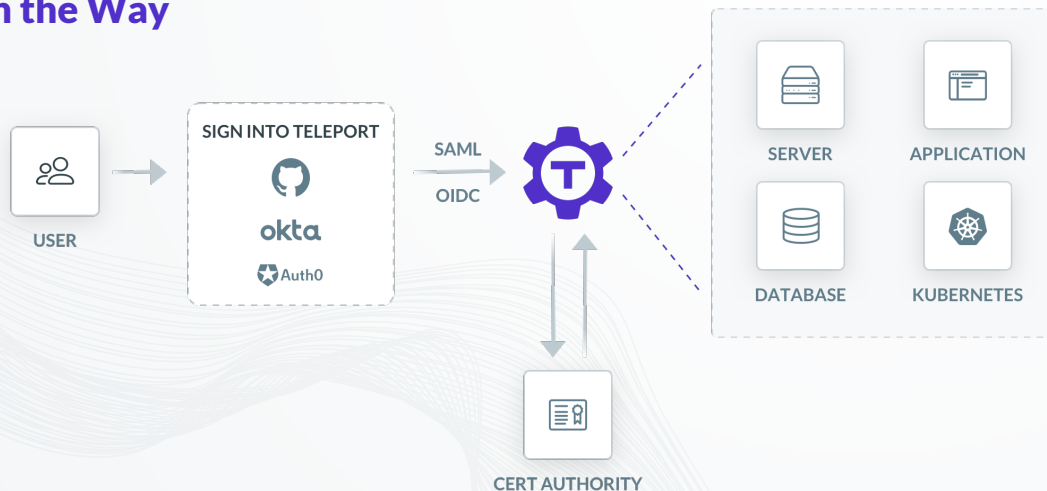 the Way
USER
SIGN INTO TELEPORT
okta
Auth0
SAML
OIDC
T
SERVER
APPLICATION
DATABASE
KUBERNETES
CERT AUTHORITY